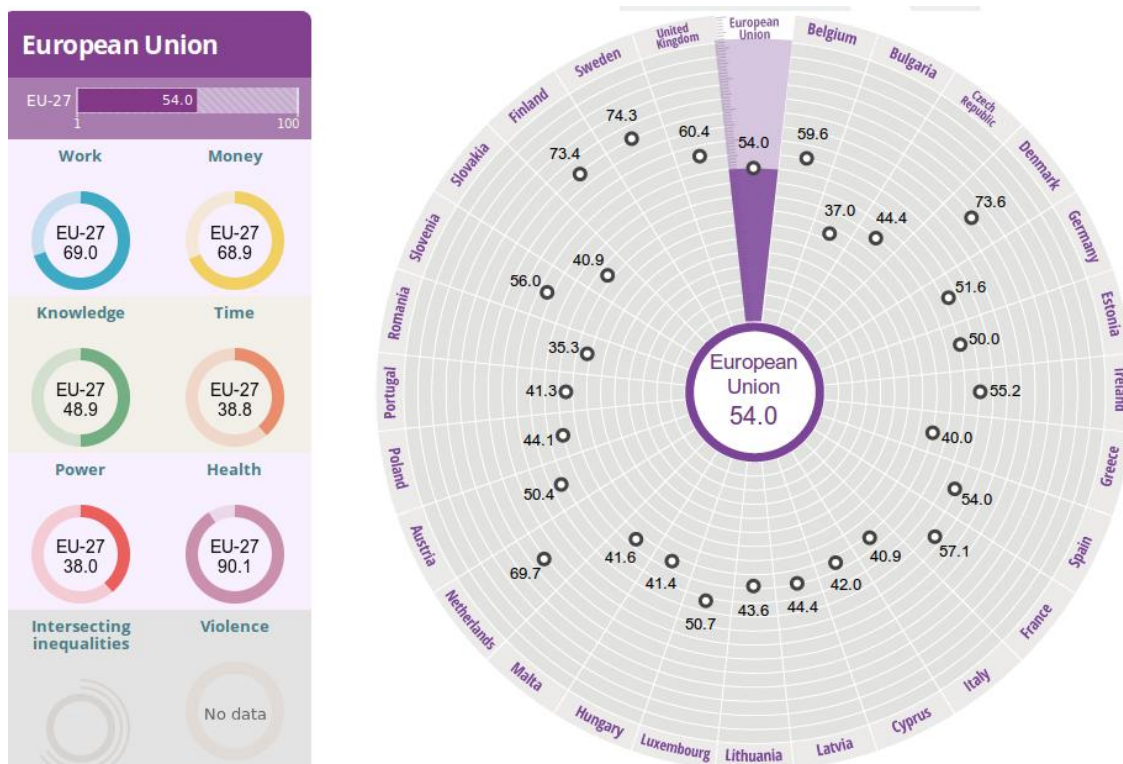 European Union
EU-27
54.0
1
100
Work
Money
EU-27
69.0
EU-27
68.9
Knowledge
Time
EU-27
48.9
EU-27
38.8
Power
Health
EU-27
38.0
EU-27
90.1
Intersecting
inequalities
Violence
No data
European
Union
Belgium
Bulgaria
Czech
Republic
Denmark
Germany
Estonia
Ireland
Greece
Spain
France
Italy
Cyprus
Latvia
Lithuania
Luxembourg
Hungary
Malta
Netherlands
Austria
Poland
Portugal
Romania
Slovenia
Slovakia
Finland
Sweden
United
Kingdom
54.0
59.6
37.0
44.4
73.6
51.6
50.0
55.2
40.0
54.0
57.1
40.9
42.0
44.4
43.6
50.7
41.4
41.6
69.7
50.4
44.1
41.3
35.3
56.0
40.9
73.4
74.3
60.4
European
Union
54.0